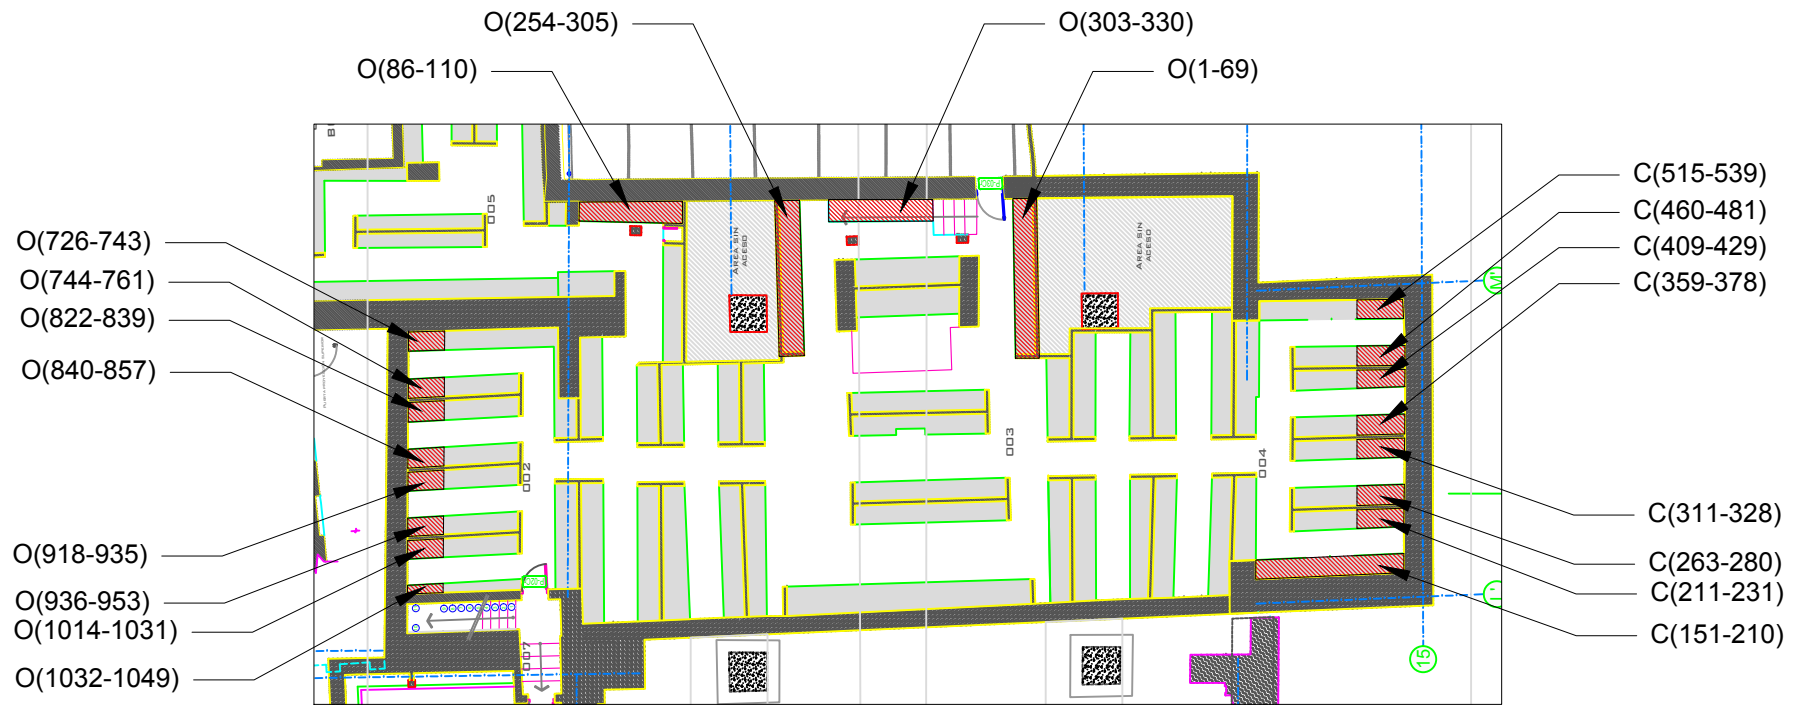 O(254-305)
O(303-330)
O(86-110)
O(1-69)
C(515-539)
C(460-481)
C(409-429)
C(359-378)
O(726-743)
O(744-761)
O(822-839)
O(840-857)
005
AREA SIN
ACESO
AREA SIN
ACESO
002
003
004
O(918-935)
O(936-953)
O(1014-1031)
O(1032-1049)
C(311-328)
C(263-280)
C(211-231)
C(151-210)
007
15